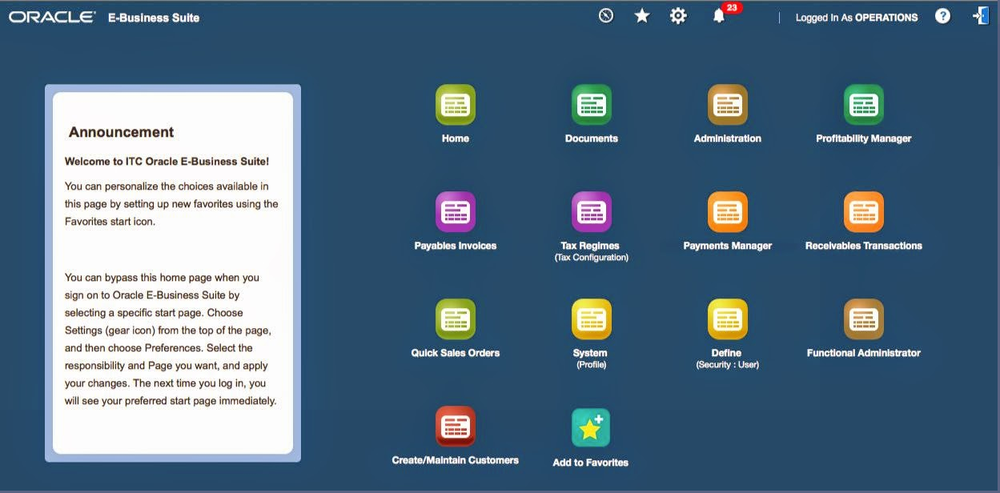 ORACLE E-Business Suite
23
Logged In As OPERATIONS
?
Announcement
Welcome to ITC Oracle E-Business Suite!
You can personalize the choices available in
this page by setting up new favorites using the
Favorites start icon.
You can bypass this home page when you
sign on to Oracle E-Business Suite by
selecting a specific start page. Choose
Settings (gear icon) from the top of the page,
and then choose Preferences. Select the
responsibility and Page you want, and apply
your changes. The next time you log in, you
will see your preferred start page immediately.
Home
Documents
Administration
Profitability Manager
Payables Invoices
Tax Regimes
(Tax Configuration)
Payments Manager
Receivables Transactions
Quick Sales Orders
System
(Profile)
Define
(Security : User)
Functional Administrator
Create/Maintain Customers
Add to Favorites